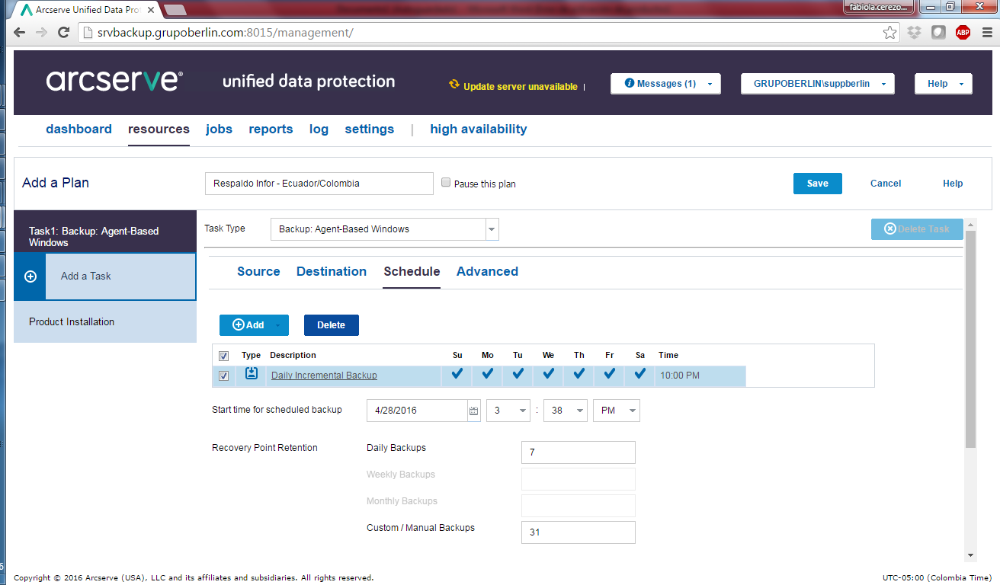 Arcserve Unified Data Prot
fabiola.cerezo...
srvbackup.grupoberlin.com:8015/management/
ABP
arcserve®
unified data protection
Update server unavailable |
Messages (1)
GRUPOBERLIN\suppberlin
Help
dashboard resources jobs reports log settings | high availability
Add a Plan
Respaldo Infor - Ecuador/Colombia
Pause this plan
Save
Cancel
Help
Task1: Backup: Agent-Based
Windows
Add a Task
Product Installation
Task Type
Backup: Agent-Based Windows
Delete Task
Source Destination Schedule Advanced
Add
Delete
Type Description Su Mo Tu We Th Fr Sa Time
Daily Incremental Backup 10:00 PM
Start time for scheduled backup 4/28/2016 3 : 38 PM
Recovery Point Retention Daily Backups 7
Weekly Backups
Monthly Backups
Custom / Manual Backups 31
Copyright © 2016 Arcserve (USA), LLC and its affiliates and subsidiaries. All rights reserved.
UTC-05:00 (Colombia Time)